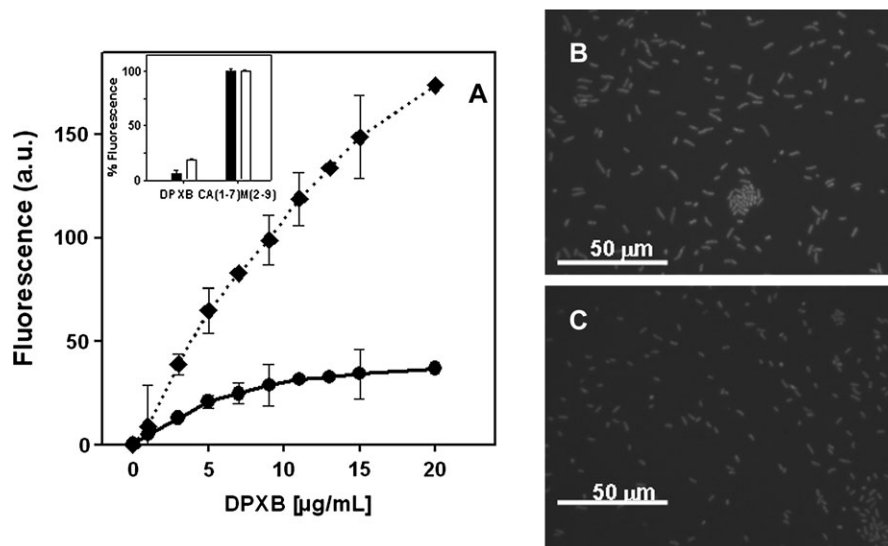 A
Fluorescence (a.u.)
150
100
50
0
0 5 10 15 20
DPXB [µg/mL]
% Fluorescence
100
50
0
DPXB CA(1-7)M(2-9)
B
50 µm
C
50 µm